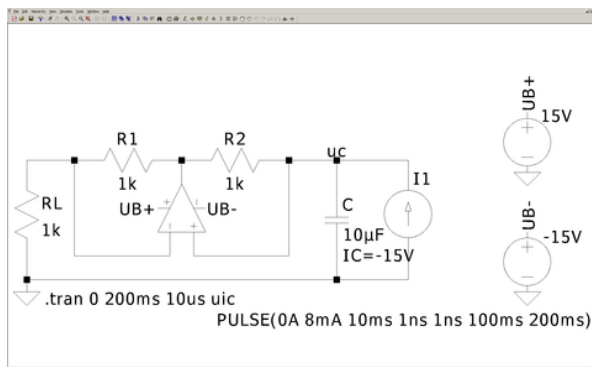 UB+
15V
R1
R2
uc
I1
1k
1k
RL
1k
UB+
UB-
C
10µF
IC=-15V
UB-
-15V
.tran 0 200ms 10us uic
PULSE(0A 8mA 10ms 1ns 1ns 100ms 200ms)